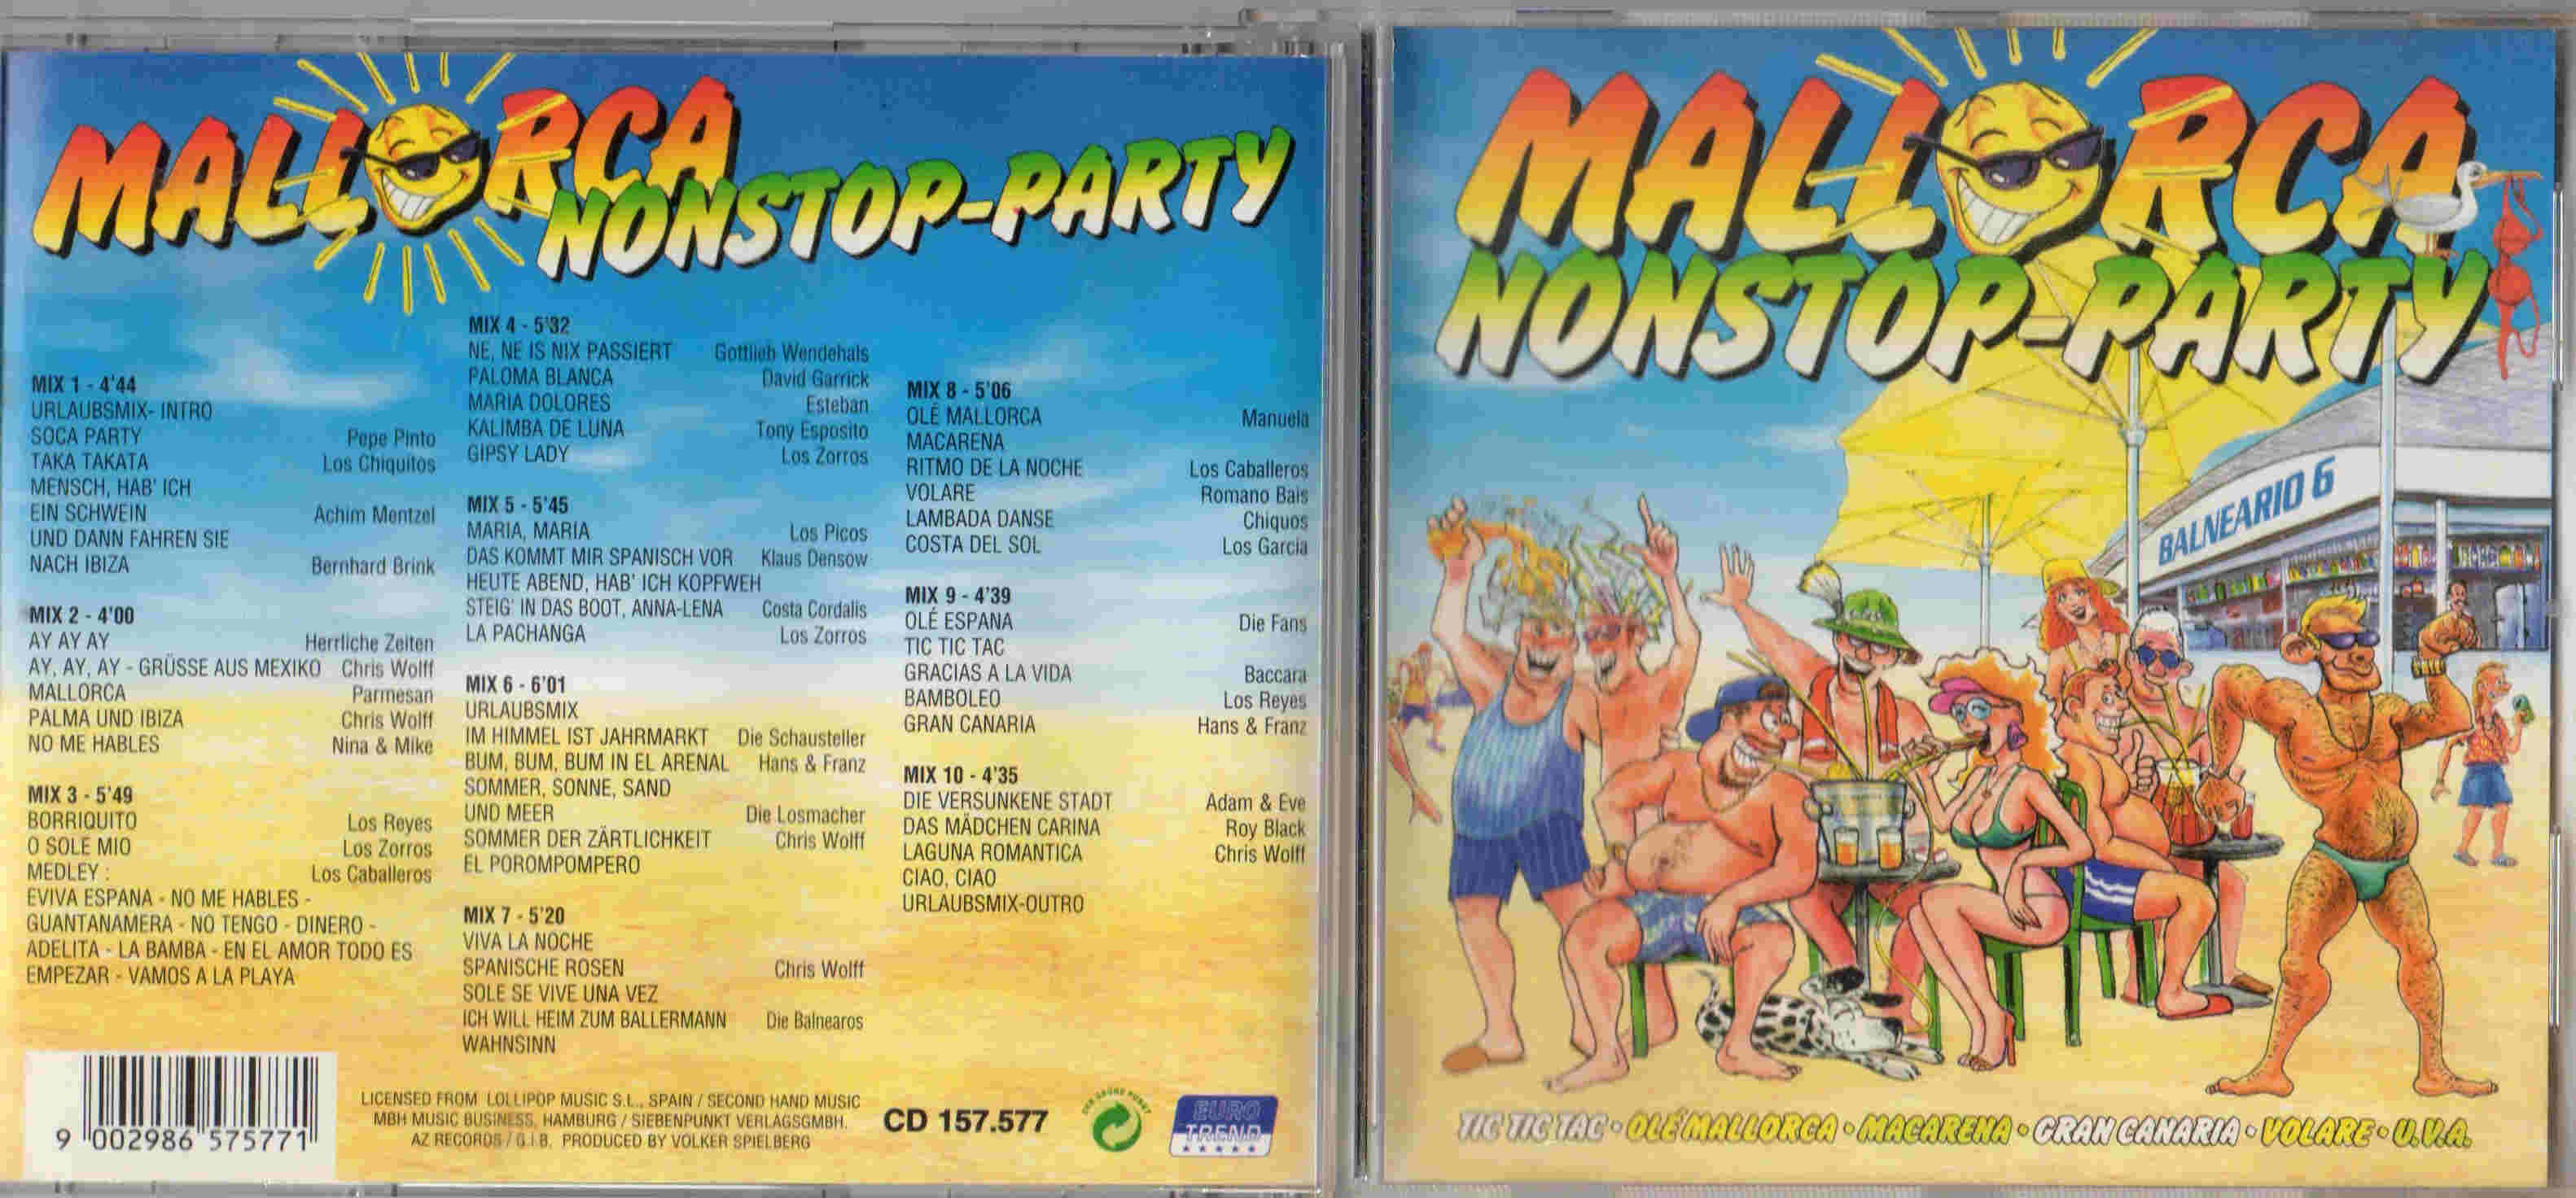 MALLORCA
NONSTOP-PARTY
MIX 1 - 4'44
URLAUBSMIX- INTRO
SOCA PARTY Pepe Pinto
TAKA TAKATA Los Chiquitos
MENSCH, HAB' ICH
EIN SCHWEIN Achim Mentzel
UND DANN FAHREN SIE
NACH IBIZA Bernhard Brink
MIX 2 - 4'00
AY AY AY Herrliche Zeiten
AY, AY, AY - GRÜSSE AUS MEXIKO Chris Wolff
MALLORCA Parmesan
PALMA UND IBIZA Chris Wolff
NO ME HABLES Nina & Mike
MIX 3 - 5'49
BORRIQUITO Los Reyes
O SOLE MIO Los Zorros
MEDLEY : Los Caballeros
EVIVA ESPANA - NO ME HABLES -
GUANTANAMERA - NO TENGO - DINERO -
ADELITA - LA BAMBA - EN EL AMOR TODO ES
EMPEZAR - VAMOS A LA PLAYA
MIX 4 - 5'32
NE, NE IS NIX PASSIERT Gottlieb Wendehals
PALOMA BLANCA David Garrick
MARIA DOLORES Esteban
KALIMBA DE LUNA Tony Esposito
GIPSY LADY Los Zorros
MIX 5 - 5'45
MARIA, MARIA Los Picos
DAS KOMMT MIR SPANISCH VOR Klaus Densow
HEUTE ABEND, HAB' ICH KOPFWEH
STEIG' IN DAS BOOT, ANNA-LENA Costa Cordalis
LA PACHANGA Los Zorros
MIX 6 - 6'01
URLAUBSMIX
IM HIMMEL IST JAHRMARKT Die Schausteller
BUM, BUM, BUM IN EL ARENAL Hans & Franz
SOMMER, SONNE, SAND
UND MEER Die Losmacher
SOMMER DER ZÄRTLICHKEIT Chris Wolff
EL POROMPOMPERO
MIX 7 - 5'20
VIVA LA NOCHE
SPANISCHE ROSEN Chris Wolff
SOLE SE VIVE UNA VEZ
ICH WILL HEIM ZUM BALLERMANN Die Balnearos
WAHNSINN
MIX 8 - 5'06
OLÉ MALLORCA Manuela
MACARENA
RITMO DE LA NOCHE Los Caballeros
VOLARE Romano Bais
LAMBADA DANSE Chiquos
COSTA DEL SOL Los Garcia
MIX 9 - 4'39
OLÉ ESPANA Die Fans
TIC TIC TAC
GRACIAS A LA VIDA Baccara
BAMBOLEO Los Reyes
GRAN CANARIA Hans & Franz
MIX 10 - 4'35
DIE VERSUNKENE STADT Adam & Eve
DAS MÄDCHEN CARINA Roy Black
LAGUNA ROMANTICA Chris Wolff
CIAO, CIAO
URLAUBSMIX-OUTRO
9 002986 575771
LICENSED FROM LOLLIPOP MUSIC S.L., SPAIN / SECOND HAND MUSIC
MBH MUSIC BUSINESS, HAMBURG / SIEBENPUNKT VERLAGSGMBH.
AZ RECORDS / G.I.B. PRODUCED BY VOLKER SPIELBERG
CD 157.577
DER GRÜNE PUNKT
EURO
TREND
MALLORCA
NONSTOP-PARTY
BALNEARIO 6
TIC TIC TAC • OLÉ MALLORCA • MACARENA • GRAN CANARIA • VOLARE • U.V.A.